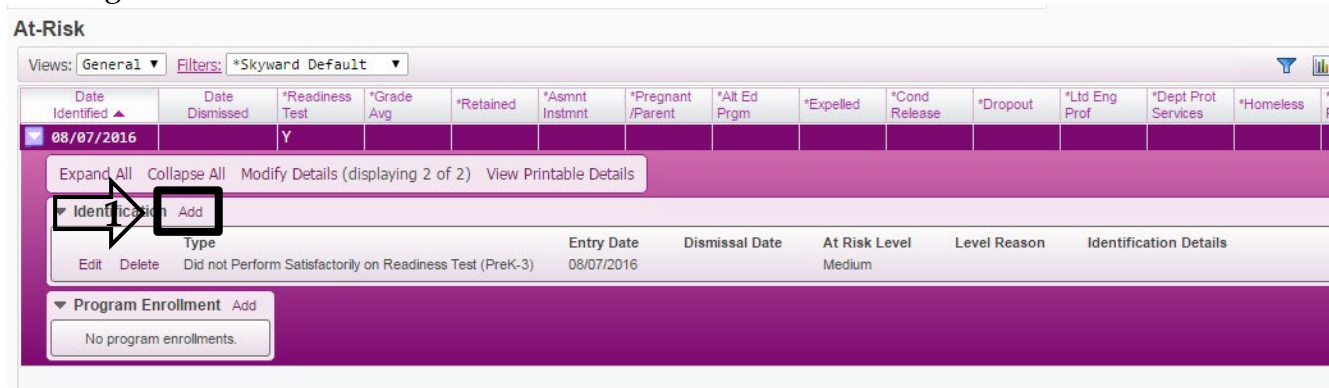 At-Risk
Views: General ▼ Filters: *Skyward Default ▼
Date Identified ▲ Date Dismissed *Readiness Test *Grade Avg *Retained *Asmnt Instmnt *Pregnant /Parent *Alt Ed Prgm *Expelled *Cond Release *Dropout *Ltd Eng Prof *Dept Prot Services *Homeless
08/07/2016 Y
Expand All Collapse All Modify Details (displaying 2 of 2) View Printable Details
1
▼ Identification Add
Type Entry Date Dismissal Date At Risk Level Level Reason Identification Details
Edit Delete Did not Perform Satisfactorily on Readiness Test (PreK-3) 08/07/2016 Medium
▼ Program Enrollment Add
No program enrollments.